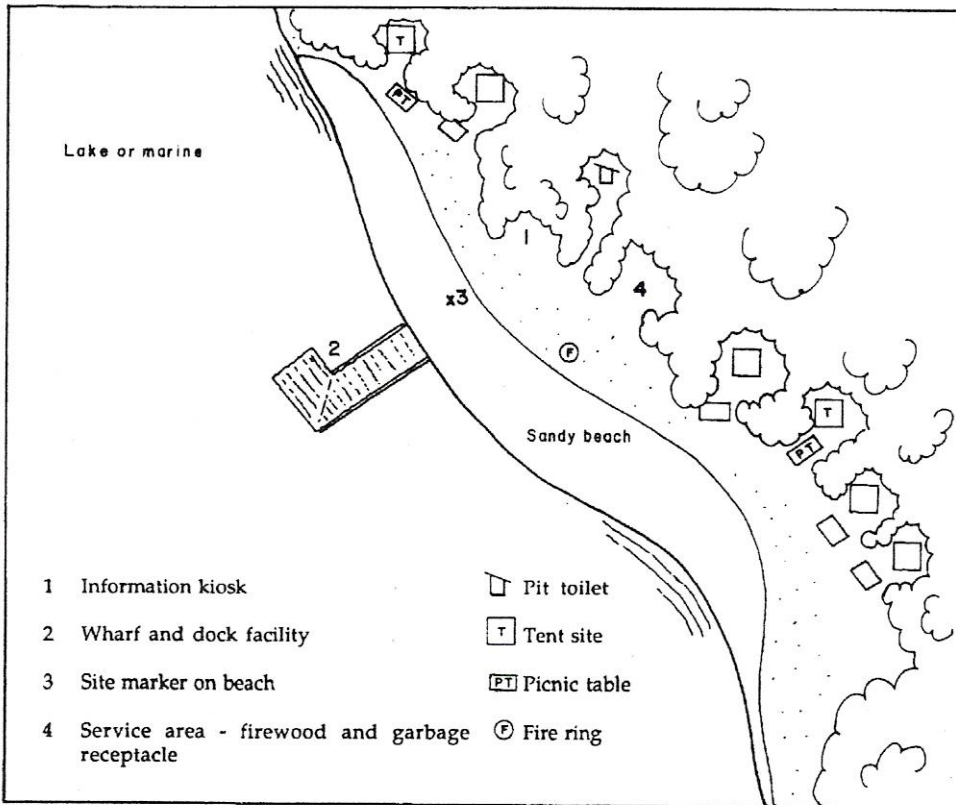 T
PT
Lake or marine
1
4
x3
2
F
T
PT
Sandy beach
1 Information kiosk
2 Wharf and dock facility
3 Site marker on beach
4 Service area - firewood and garbage
receptacle
Pit toilet
T Tent site
PT Picnic table
F Fire ring